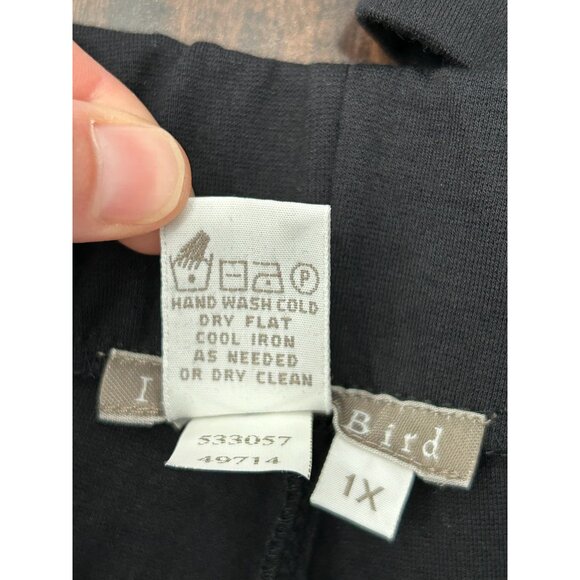 P
HAND WASH COLD
DRY FLAT
COOL IRON
AS NEEDED
OR DRY CLEAN
I Bird
533057
49714
1X